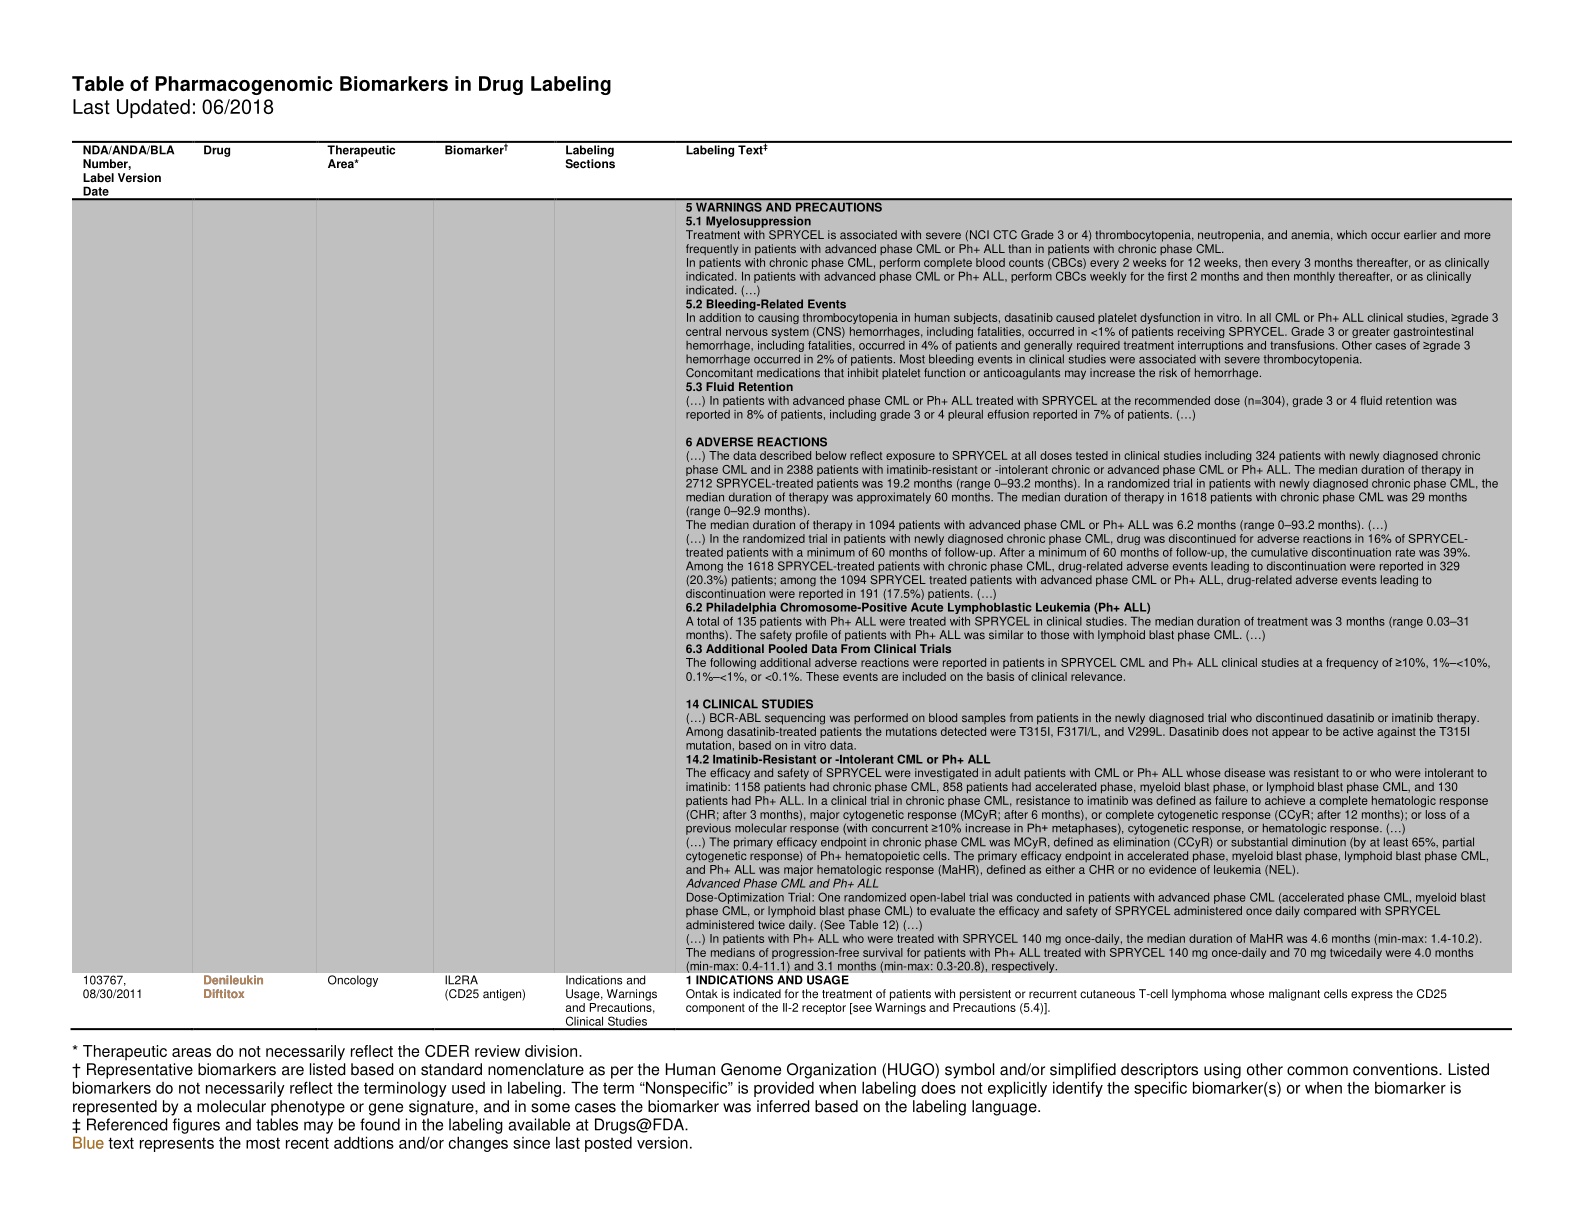 Table of Pharmacogenomic Biomarkers in Drug Labeling
Last Updated: 06/2018
NDA/ANDA/BLA Number, Label Version Date
Drug
Therapeutic Area*
Biomarker†
Labeling Sections
Labeling Text‡
5 WARNINGS AND PRECAUTIONS
5.1 Myelosuppression
Treatment with SPRYCEL is associated with severe (NCI CTC Grade 3 or 4) thrombocytopenia, neutropenia, and anemia, which occur earlier and more
frequently in patients with advanced phase CML or Ph+ ALL than in patients with chronic phase CML.
In patients with chronic phase CML, perform complete blood counts (CBCs) every 2 weeks for 12 weeks, then every 3 months thereafter, or as clinically
indicated. In patients with advanced phase CML or Ph+ ALL, perform CBCs weekly for the first 2 months and then monthly thereafter, or as clinically
indicated. (…)
5.2 Bleeding-Related Events
In addition to causing thrombocytopenia in human subjects, dasatinib caused platelet dysfunction in vitro. In all CML or Ph+ ALL clinical studies, ≥grade 3
central nervous system (CNS) hemorrhages, including fatalities, occurred in <1% of patients receiving SPRYCEL. Grade 3 or greater gastrointestinal
hemorrhage, including fatalities, occurred in 4% of patients and generally required treatment interruptions and transfusions. Other cases of ≥grade 3
hemorrhage occurred in 2% of patients. Most bleeding events in clinical studies were associated with severe thrombocytopenia.
Concomitant medications that inhibit platelet function or anticoagulants may increase the risk of hemorrhage.
5.3 Fluid Retention
(…) In patients with advanced phase CML or Ph+ ALL treated with SPRYCEL at the recommended dose (n=304), grade 3 or 4 fluid retention was
reported in 8% of patients, including grade 3 or 4 pleural effusion reported in 7% of patients. (…)
6 ADVERSE REACTIONS
(…) The data described below reflect exposure to SPRYCEL at all doses tested in clinical studies including 324 patients with newly diagnosed chronic
phase CML and in 2388 patients with imatinib-resistant or -intolerant chronic or advanced phase CML or Ph+ ALL. The median duration of therapy in
2712 SPRYCEL-treated patients was 19.2 months (range 0–93.2 months). In a randomized trial in patients with newly diagnosed chronic phase CML, the
median duration of therapy was approximately 60 months. The median duration of therapy in 1618 patients with chronic phase CML was 29 months
(range 0–92.9 months).
The median duration of therapy in 1094 patients with advanced phase CML or Ph+ ALL was 6.2 months (range 0–93.2 months). (…)
(…) In the randomized trial in patients with newly diagnosed chronic phase CML, drug was discontinued for adverse reactions in 16% of SPRYCEL-
treated patients with a minimum of 60 months of follow-up. After a minimum of 60 months of follow-up, the cumulative discontinuation rate was 39%.
Among the 1618 SPRYCEL-treated patients with chronic phase CML, drug-related adverse events leading to discontinuation were reported in 329
(20.3%) patients; among the 1094 SPRYCEL treated patients with advanced phase CML or Ph+ ALL, drug-related adverse events leading to
discontinuation were reported in 191 (17.5%) patients. (…)
6.2 Philadelphia Chromosome-Positive Acute Lymphoblastic Leukemia (Ph+ ALL)
A total of 135 patients with Ph+ ALL were treated with SPRYCEL in clinical studies. The median duration of treatment was 3 months (range 0.03–31
months). The safety profile of patients with Ph+ ALL was similar to those with lymphoid blast phase CML. (…)
6.3 Additional Pooled Data From Clinical Trials
The following additional adverse reactions were reported in patients in SPRYCEL CML and Ph+ ALL clinical studies at a frequency of ≥10%, 1%–<10%,
0.1%–<1%, or <0.1%. These events are included on the basis of clinical relevance.
14 CLINICAL STUDIES
(…) BCR-ABL sequencing was performed on blood samples from patients in the newly diagnosed trial who discontinued dasatinib or imatinib therapy.
Among dasatinib-treated patients the mutations detected were T315I, F317I/L, and V299L. Dasatinib does not appear to be active against the T315I
mutation, based on in vitro data.
14.2 Imatinib-Resistant or -Intolerant CML or Ph+ ALL
The efficacy and safety of SPRYCEL were investigated in adult patients with CML or Ph+ ALL whose disease was resistant to or who were intolerant to
imatinib: 1158 patients had chronic phase CML, 858 patients had accelerated phase, myeloid blast phase, or lymphoid blast phase CML, and 130
patients had Ph+ ALL. In a clinical trial in chronic phase CML, resistance to imatinib was defined as failure to achieve a complete hematologic response
(CHR; after 3 months), major cytogenetic response (MCyR; after 6 months), or complete cytogenetic response (CCyR; after 12 months); or loss of a
previous molecular response (with concurrent ≥10% increase in Ph+ metaphases), cytogenetic response, or hematologic response. (…)
(…) The primary efficacy endpoint in chronic phase CML was MCyR, defined as elimination (CCyR) or substantial diminution (by at least 65%, partial
cytogenetic response) of Ph+ hematopoietic cells. The primary efficacy endpoint in accelerated phase, myeloid blast phase, lymphoid blast phase CML,
and Ph+ ALL was major hematologic response (MaHR), defined as either a CHR or no evidence of leukemia (NEL).
Advanced Phase CML and Ph+ ALL
Dose-Optimization Trial: One randomized open-label trial was conducted in patients with advanced phase CML (accelerated phase CML, myeloid blast
phase CML, or lymphoid blast phase CML) to evaluate the efficacy and safety of SPRYCEL administered once daily compared with SPRYCEL
administered twice daily. (See Table 12) (…)
(…) In patients with Ph+ ALL who were treated with SPRYCEL 140 mg once-daily, the median duration of MaHR was 4.6 months (min-max: 1.4-10.2).
The medians of progression-free survival for patients with Ph+ ALL treated with SPRYCEL 140 mg once-daily and 70 mg twicedaily were 4.0 months
(min-max: 0.4-11.1) and 3.1 months (min-max: 0.3-20.8), respectively.
103767,
08/30/2011
Denileukin
Diftitox
Oncology
IL2RA
(CD25 antigen)
Indications and
Usage, Warnings
and Precautions,
Clinical Studies
1 INDICATIONS AND USAGE
Ontak is indicated for the treatment of patients with persistent or recurrent cutaneous T-cell lymphoma whose malignant cells express the CD25
component of the Il-2 receptor [see Warnings and Precautions (5.4)].
* Therapeutic areas do not necessarily reflect the CDER review division.
† Representative biomarkers are listed based on standard nomenclature as per the Human Genome Organization (HUGO) symbol and/or simplified descriptors using other common conventions. Listed
biomarkers do not necessarily reflect the terminology used in labeling. The term “Nonspecific” is provided when labeling does not explicitly identify the specific biomarker(s) or when the biomarker is
represented by a molecular phenotype or gene signature, and in some cases the biomarker was inferred based on the labeling language.
‡ Referenced figures and tables may be found in the labeling available at Drugs@FDA.
Blue text represents the most recent addtions and/or changes since last posted version.